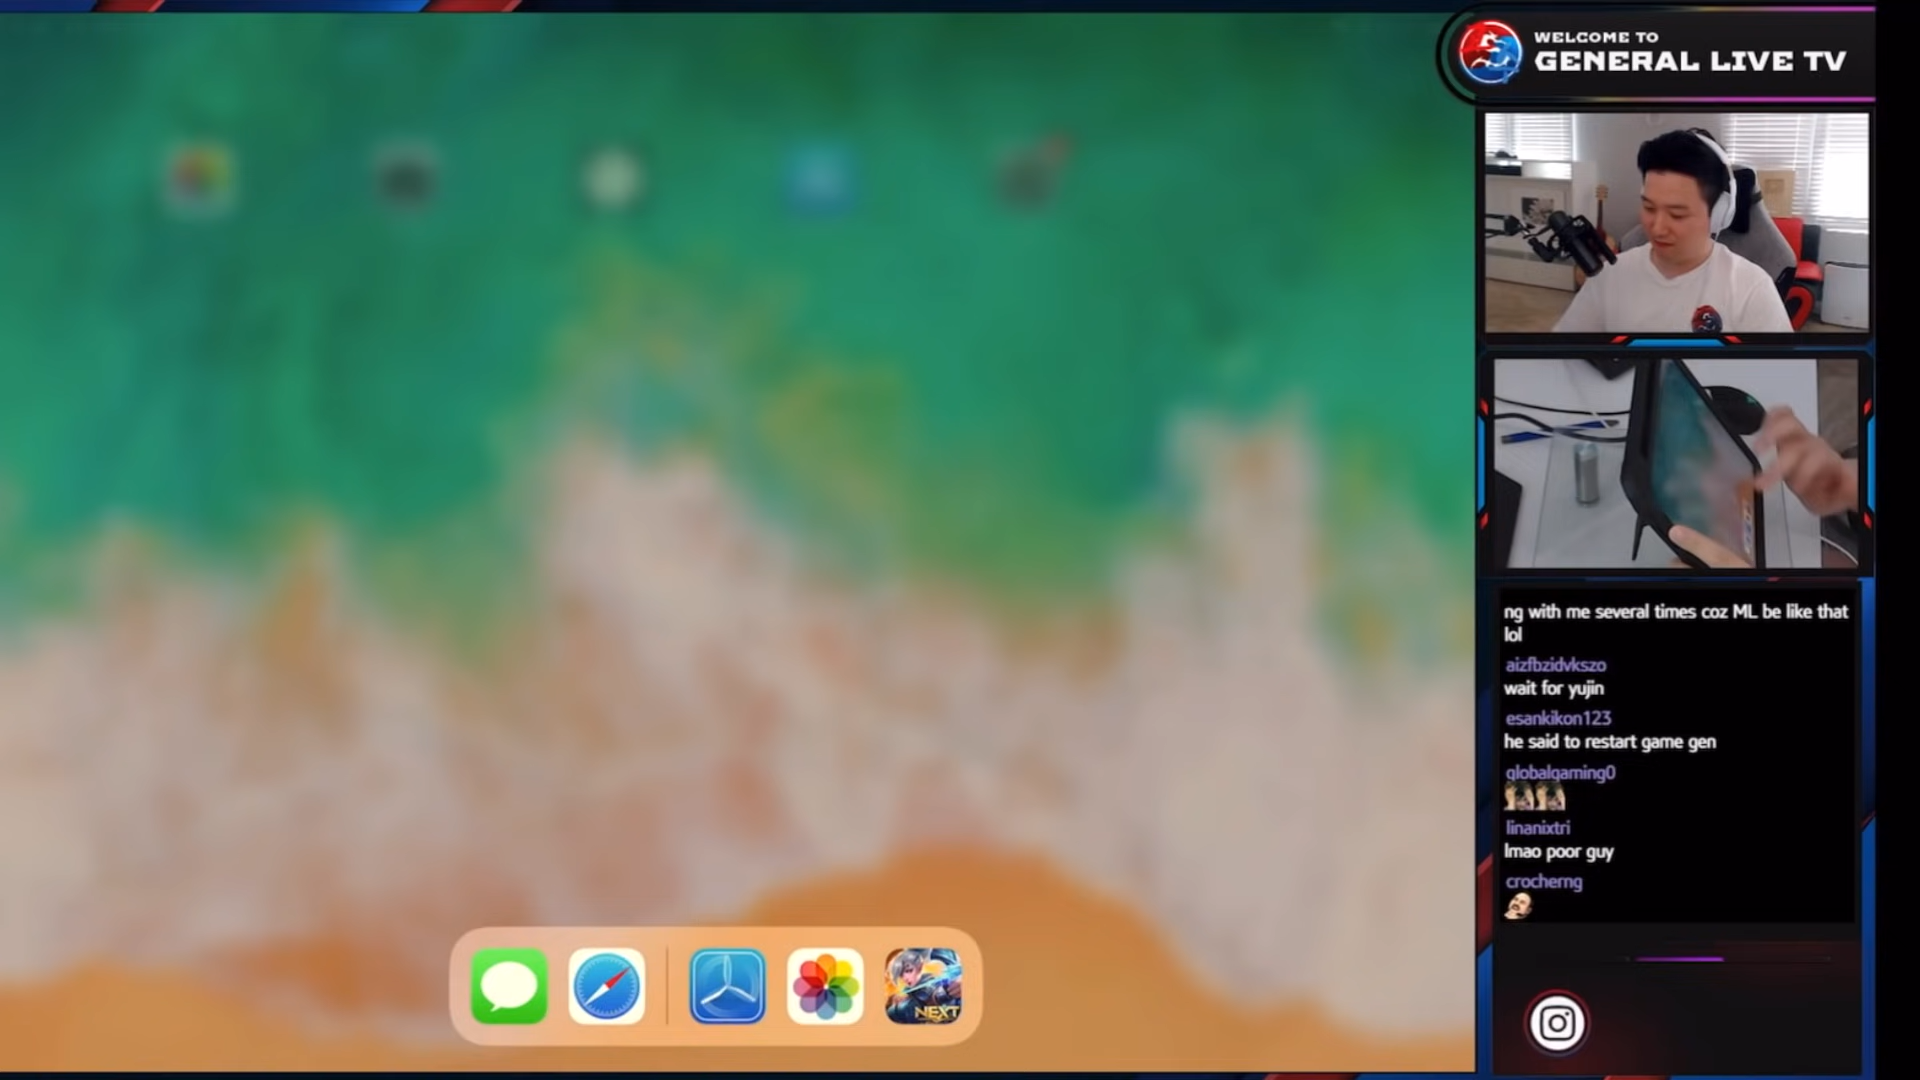 WELCOME TO
GENERAL LIVE TV
ng with me several times coz ML be like that
lol
aizfbzidvkszo
wait for yujin
esankikon123
he said to restart game gen
globalgaming0
linanixtri
lmao poor guy
crocherng
NEXT